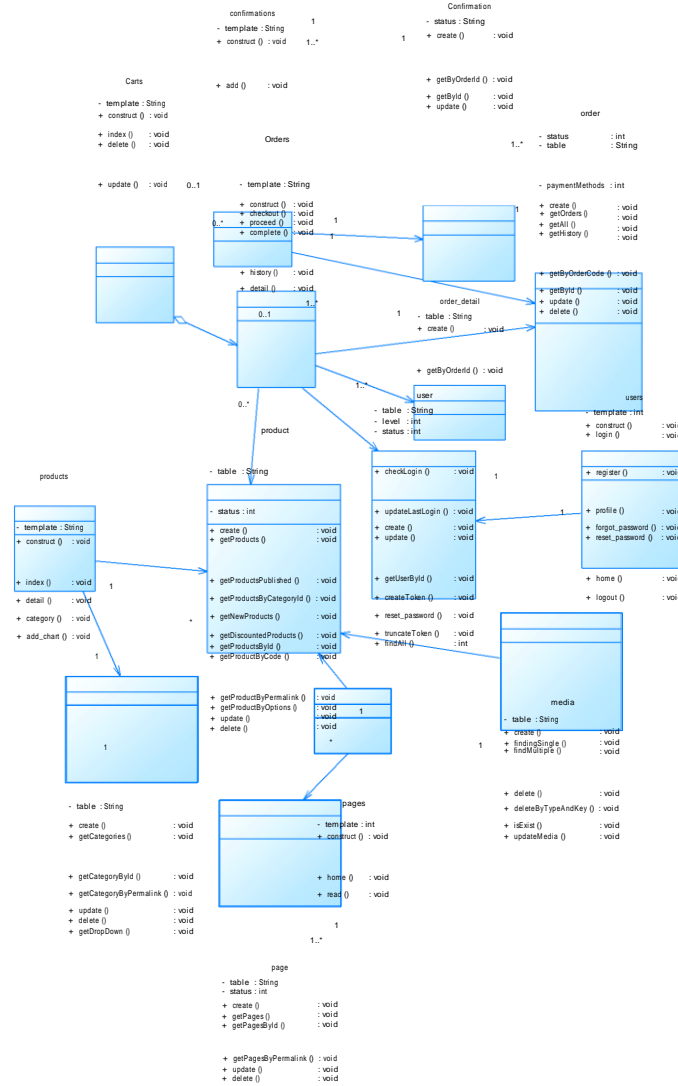 confirmations
- template : String
+ construct () : void
+ add () : void
1
1..*
Confirmation
- status : String
+ create () : void
+ getByOrderId () : void
+ getById () : void
+ update () : void
1
Carts
- template : String
+ construct () : void
+ index () : void
+ delete () : void
+ update () : void
0..1
Orders
- template : String
+ construct () : void
+ checkout () : void
+ proceed () : void
+ complete () : void
+ history () : void
+ detail () : void
0..*
1
1
1..*
0..1
order
- status : int
- table : String
- paymentMethods : int
+ create () : void
+ getOrders () : void
+ getAll () : void
+ getHistory () : void
+ getByOrderCode () : void
+ getById () : void
+ update () : void
+ delete () : void
1..*
1
order_detail
- table : String
+ create () : void
+ getByOrderId () : void
1
1..*
user
- table : String
- level : int
- status : int
+ checkLogin () : void
+ updateLastLogin () : void
+ create () : void
+ update () : void
+ getUserById () : void
+ createToken () : void
+ reset_password () : void
+ truncateToken () : void
+ findAll () : int
1
1
users
- template : int
+ construct () : void
+ login () : void
+ register () : void
+ profile () : void
+ forgot_password () : void
+ reset_password () : void
+ home () : void
+ logout () : void
0..*
product
- table : String
- status : int
+ create () : void
+ getProducts () : void
+ getProductsPublished () : void
+ getProductsByCategoryId () : void
+ getNewProducts () : void
+ getDiscountedProducts () : void
+ getProductsById () : void
+ getProductByCode () : void
+ getProductByPermalink () : void
+ getProductByOptions () : void
+ update () : void
+ delete () : void
products
- template : String
+ construct () : void
+ index () : void
+ detail () : void
+ category () : void
+ add_chart () : void
1
*
1
1
1
*
1
media
- table : String
+ create () : void
+ findingSingle () : void
+ findMultiple () : void
+ delete () : void
+ deleteByTypeAndKey () : void
+ isExist () : void
+ updateMedia () : void
- table : String
+ create () : void
+ getCategories () : void
+ getCategoryById () : void
+ getCategoryByPermalink () : void
+ update () : void
+ delete () : void
+ getDropDown () : void
pages
- template : int
+ construct () : void
+ home () : void
+ read () : void
1
1..*
page
- table : String
- status : int
+ create () : void
+ getPages () : void
+ getPagesById () : void
+ getPagesByPermalink () : void
+ update () : void
+ delete () : void